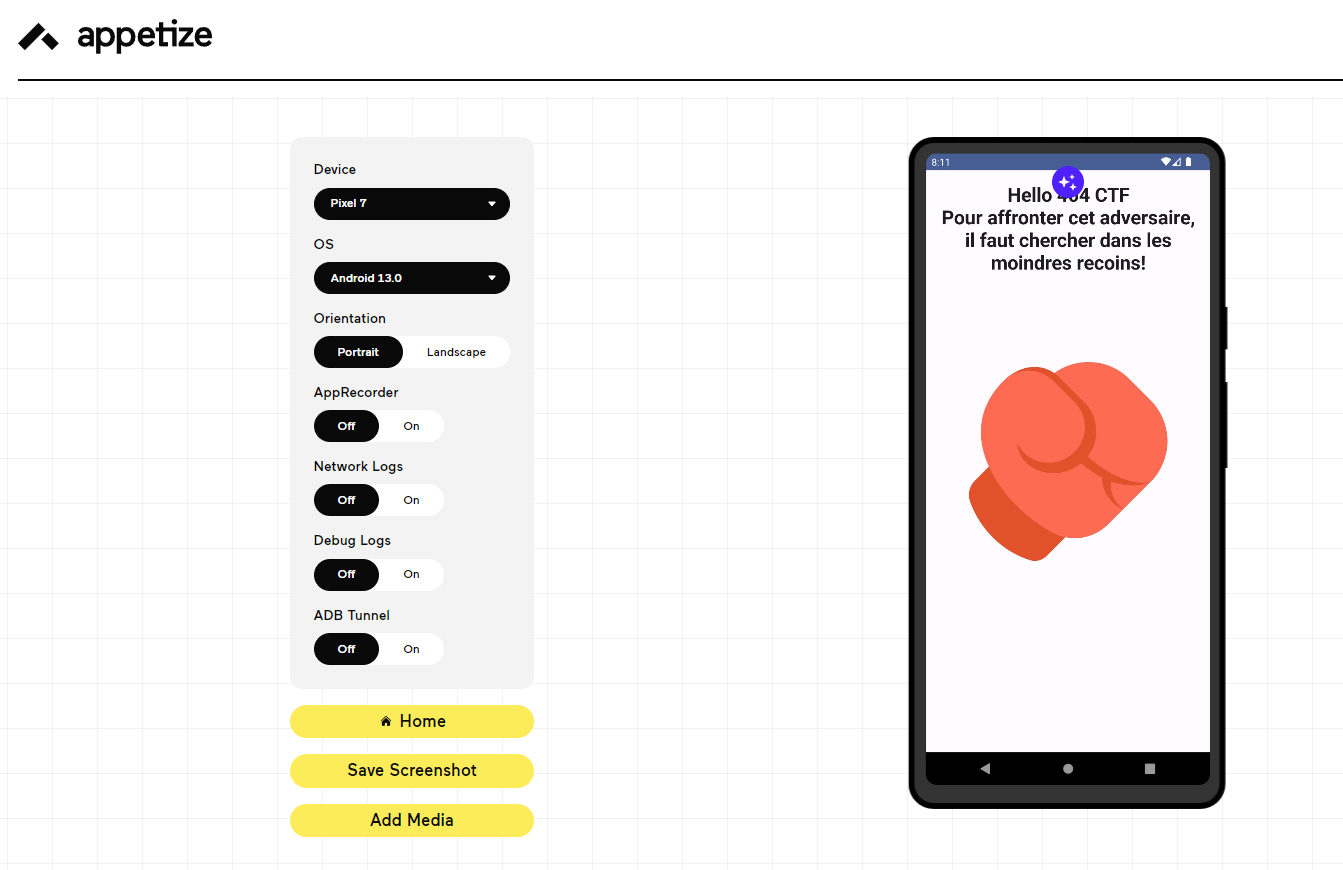 appetize
Device
Pixel 7
OS
Android 13.0
Orientation
Portrait Landscape
AppRecorder
Off On
Network Logs
Off On
Debug Logs
Off On
ADB Tunnel
Off On
Home
Save Screenshot
Add Media
8:11
Hello 404 CTF
Pour affronter cet adversaire,
il faut chercher dans les
moindres recoins!